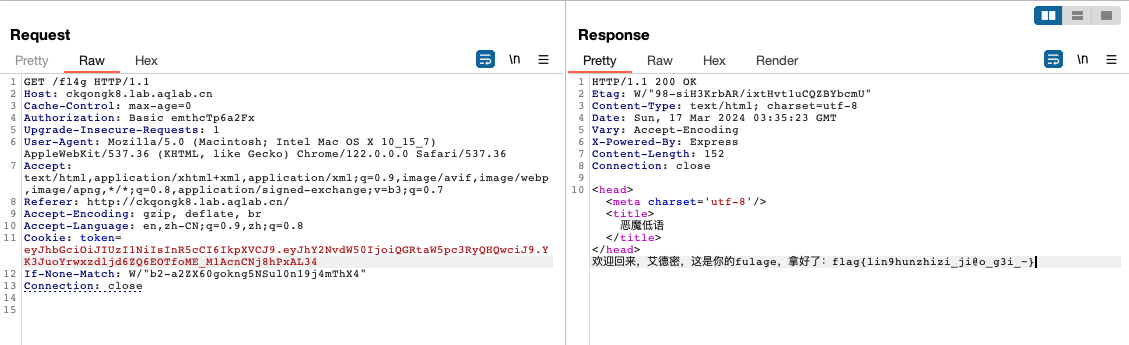 Request
Pretty Raw Hex \n
1 GET /fl4g HTTP/1.1
2 Host: ckqongk8.lab.aqlab.cn
3 Cache-Control: max-age=0
4 Authorization: Basic emthcTp6a2Fx
5 Upgrade-Insecure-Requests: 1
6 User-Agent: Mozilla/5.0 (Macintosh; Intel Mac OS X 10_15_7)
AppleWebKit/537.36 (KHTML, like Gecko) Chrome/122.0.0.0 Safari/537.36
7 Accept:
text/html,application/xhtml+xml,application/xml;q=0.9,image/avif,image/webp
,image/apng,*/*;q=0.8,application/signed-exchange;v=b3;q=0.7
8 Referer: http://ckqongk8.lab.aqlab.cn/
9 Accept-Encoding: gzip, deflate, br
10 Accept-Language: en,zh-CN;q=0.9,zh;q=0.8
11 Cookie: token=
eyJhbGciOiJIUzI1NiIsInR5cCI6IkpXVCJ9.eyJhY2NvdW50IjoiQGRtaW5pc3RyQHQwciJ9.Y
K3JuoYrwxzdljd6ZQ6EOTfoME_M1AcnCNj8hPxAL34
12 If-None-Match: W/"b2-a2ZX60gokng5NSul0n19j4mThX4"
13 Connection: close
14
15
Response
Pretty Raw Hex Render \n
1 HTTP/1.1 200 OK
2 Etag: W/"98-siH3KrbAR/ixtHvt1uCQZBYbcmU"
3 Content-Type: text/html; charset=utf-8
4 Date: Sun, 17 Mar 2024 03:35:23 GMT
5 Vary: Accept-Encoding
6 X-Powered-By: Express
7 Content-Length: 152
8 Connection: close
9
10 <head>
<meta charset='utf-8'/>
<title>
恶魔低语
</title>
</head>
欢迎回来，艾德密，这是你的fulage，拿好了：flag{lin9hunzhizi_ji@o_g3i_~}